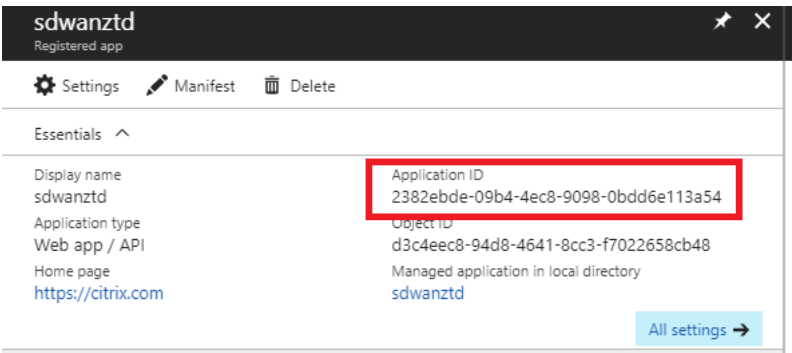 sdwanztd
Registered app
Settings Manifest Delete
Essentials
Display name
sdwanztd
Application type
Web app / API
Home page
https://citrix.com
Application ID
2382ebde-09b4-4ec8-9098-0bdd6e113a54
Object ID
d3c4eec8-94d8-4641-8cc3-f7022658cb48
Managed application in local directory
sdwanztd
All settings